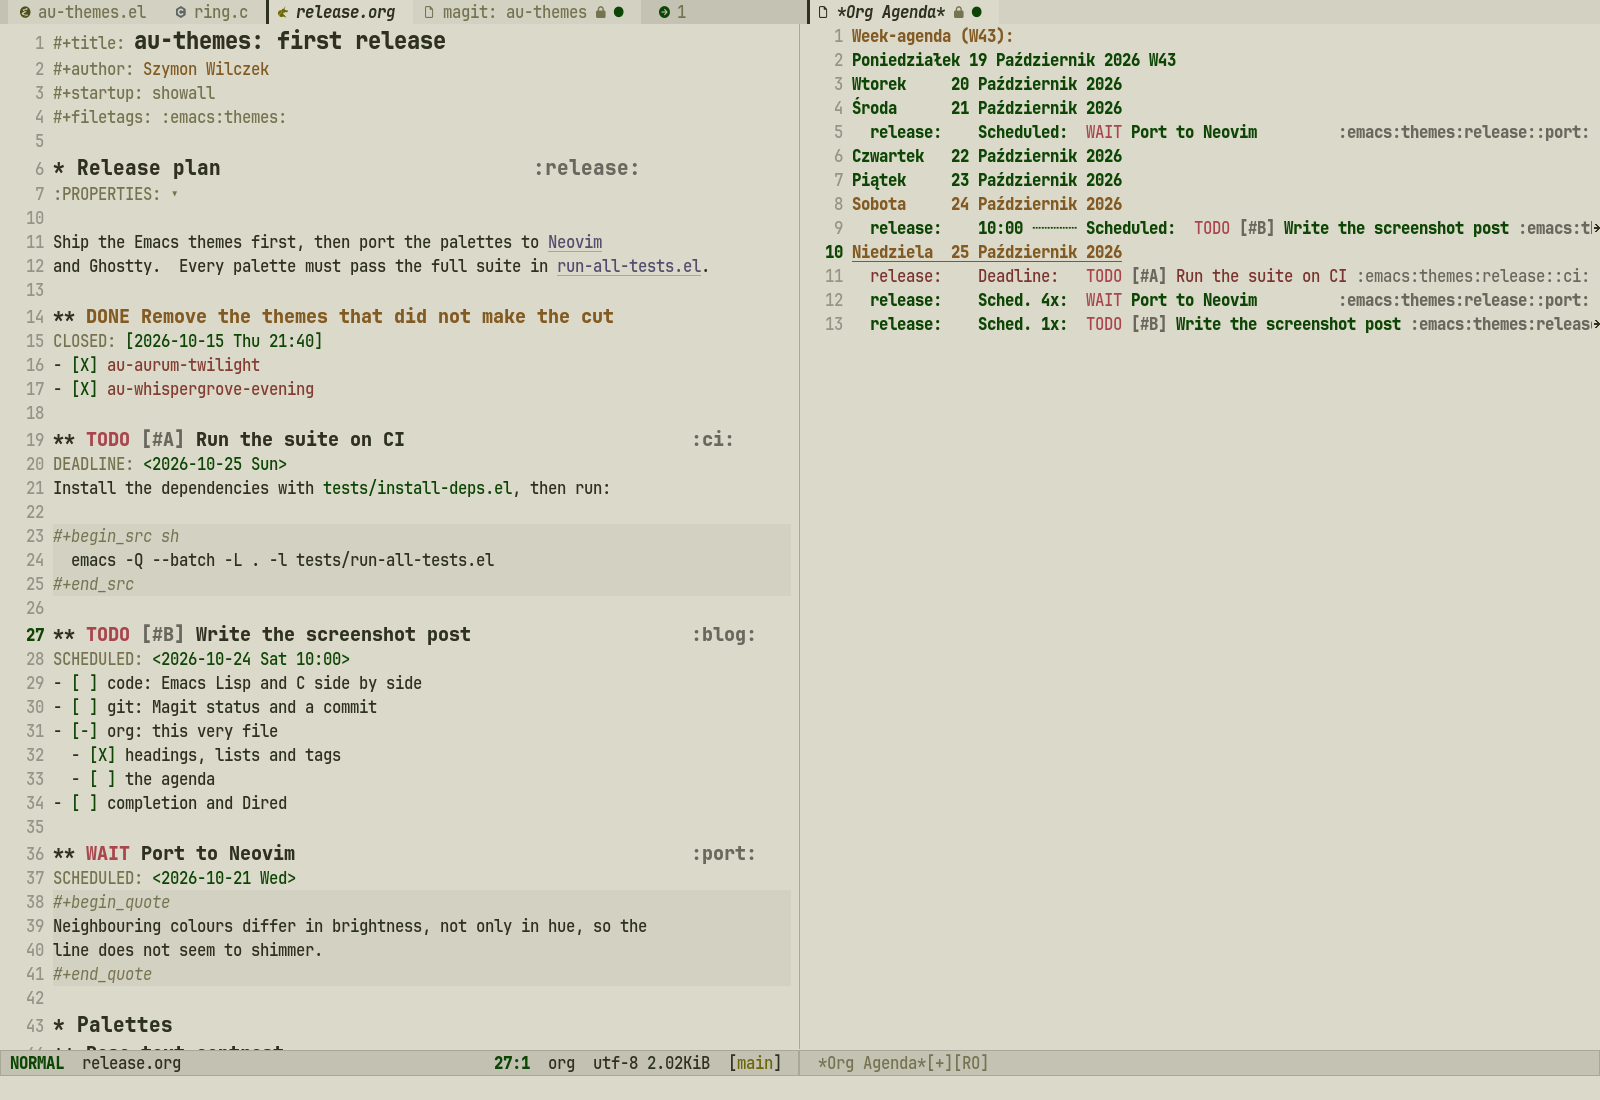 au-themes.el ring.c release.org magit: au-themes 1
1 #+title: au-themes: first release
2 #+author: Szymon Wilczek
3 #+startup: showall
4 #+filetags: :emacs:themes:
5
6 * Release plan :release:
7 :PROPERTIES: ▾
10
11 Ship the Emacs themes first, then port the palettes to Neovim
12 and Ghostty.  Every palette must pass the full suite in run-all-tests.el.
13
14 ** DONE Remove the themes that did not make the cut
15 CLOSED: [2026-10-15 Thu 21:40]
16 - [X] au-aurum-twilight
17 - [X] au-whispergrove-evening
18
19 ** TODO [#A] Run the suite on CI :ci:
20 DEADLINE: <2026-10-25 Sun>
21 Install the dependencies with tests/install-deps.el, then run:
22
23 #+begin_src sh
24   emacs -Q --batch -L . -l tests/run-all-tests.el
25 #+end_src
26
27 ** TODO [#B] Write the screenshot post :blog:
28 SCHEDULED: <2026-10-24 Sat 10:00>
29 - [ ] code: Emacs Lisp and C side by side
30 - [ ] git: Magit status and a commit
31 - [-] org: this very file
32   - [X] headings, lists and tags
33   - [ ] the agenda
34 - [ ] completion and Dired
35
36 ** WAIT Port to Neovim :port:
37 SCHEDULED: <2026-10-21 Wed>
38 #+begin_quote
39 Neighbouring colours differ in brightness, not only in hue, so the
40 line does not seem to shimmer.
41 #+end_quote
42
43 * Palettes
NORMAL release.org 27:1 org utf-8 2.02KiB [main]
*Org Agenda*
1 Week-agenda (W43):
2 Poniedziałek 19 Październik 2026 W43
3 Wtorek 20 Październik 2026
4 Środa 21 Październik 2026
5 release: Scheduled: WAIT Port to Neovim :emacs:themes:release::port:
6 Czwartek 22 Październik 2026
7 Piątek 23 Październik 2026
8 Sobota 24 Październik 2026
9 release: 10:00 ┄┄┄┄┄ Scheduled: TODO [#B] Write the screenshot post :emacs:t
10 Niedziela 25 Październik 2026
11 release: Deadline: TODO [#A] Run the suite on CI :emacs:themes:release::ci:
12 release: Sched. 4x: WAIT Port to Neovim :emacs:themes:release::port:
13 release: Sched. 1x: TODO [#B] Write the screenshot post :emacs:themes:releas
*Org Agenda*[+][RO]